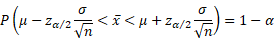 P(μ − z_{α/2} σ/√n < x̄ < μ + z_{α/2} σ/√n) = 1 − α